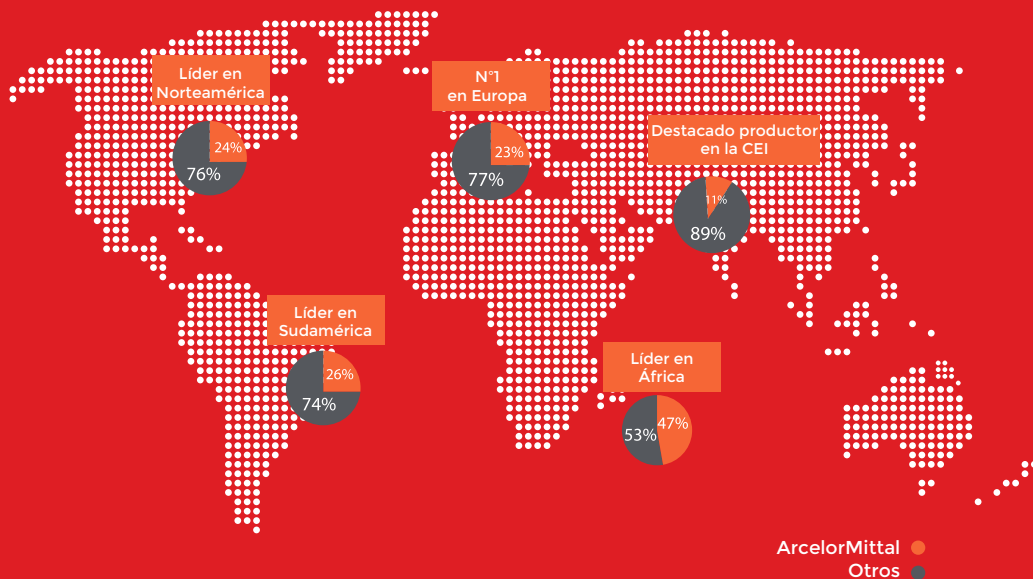 Líder en
Norteamérica
24%
76%
N°1
en Europa
23%
77%
Destacado productor
en la CEI
11%
89%
Líder en
Sudamérica
26%
74%
Líder en
África
47%
53%
ArcelorMittal
Otros